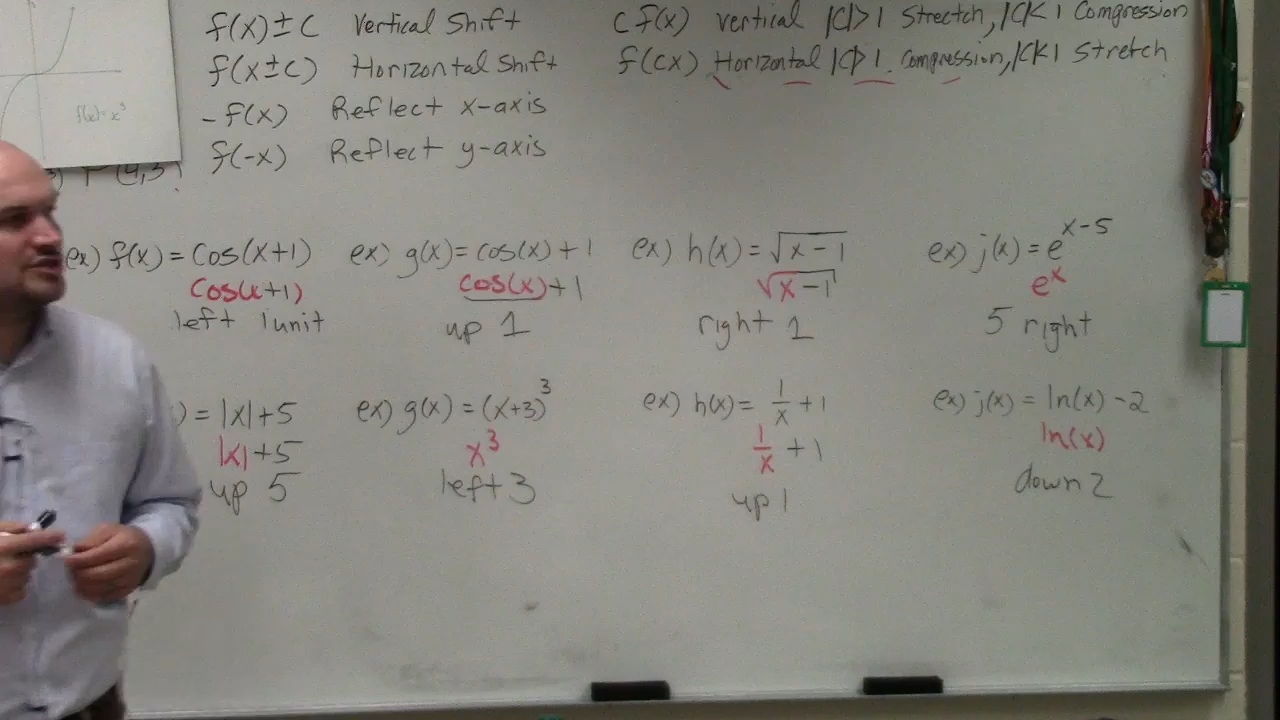 f(x) ± C Vertical Shift
f(x ± C) Horizontal Shift
-f(x) Reflect x-axis
f(-x) Reflect y-axis
C f(x) vertical |C|>1 Stretch, |C|<1 Compression
f(cx) Horizontal |C|>1 Compression, |C|<1 Stretch
f(x)=x³
(4,3)
ex) f(x) = Cos(x+1)
Cos(x+1)
left 1unit
ex) g(x) = cos(x) + 1
cos(x) + 1
up 1
ex) h(x) = √(x-1)
√(x-1)
right 1
ex) j(x) = e^(x-5)
e^x
5 right
) = |x| + 5
|x| + 5
up 5
ex) g(x) = (x+3)³
x³
left 3
ex) h(x) = 1/x + 1
1/x + 1
up 1
ex) j(x) = ln(x) - 2
ln(x)
down 2